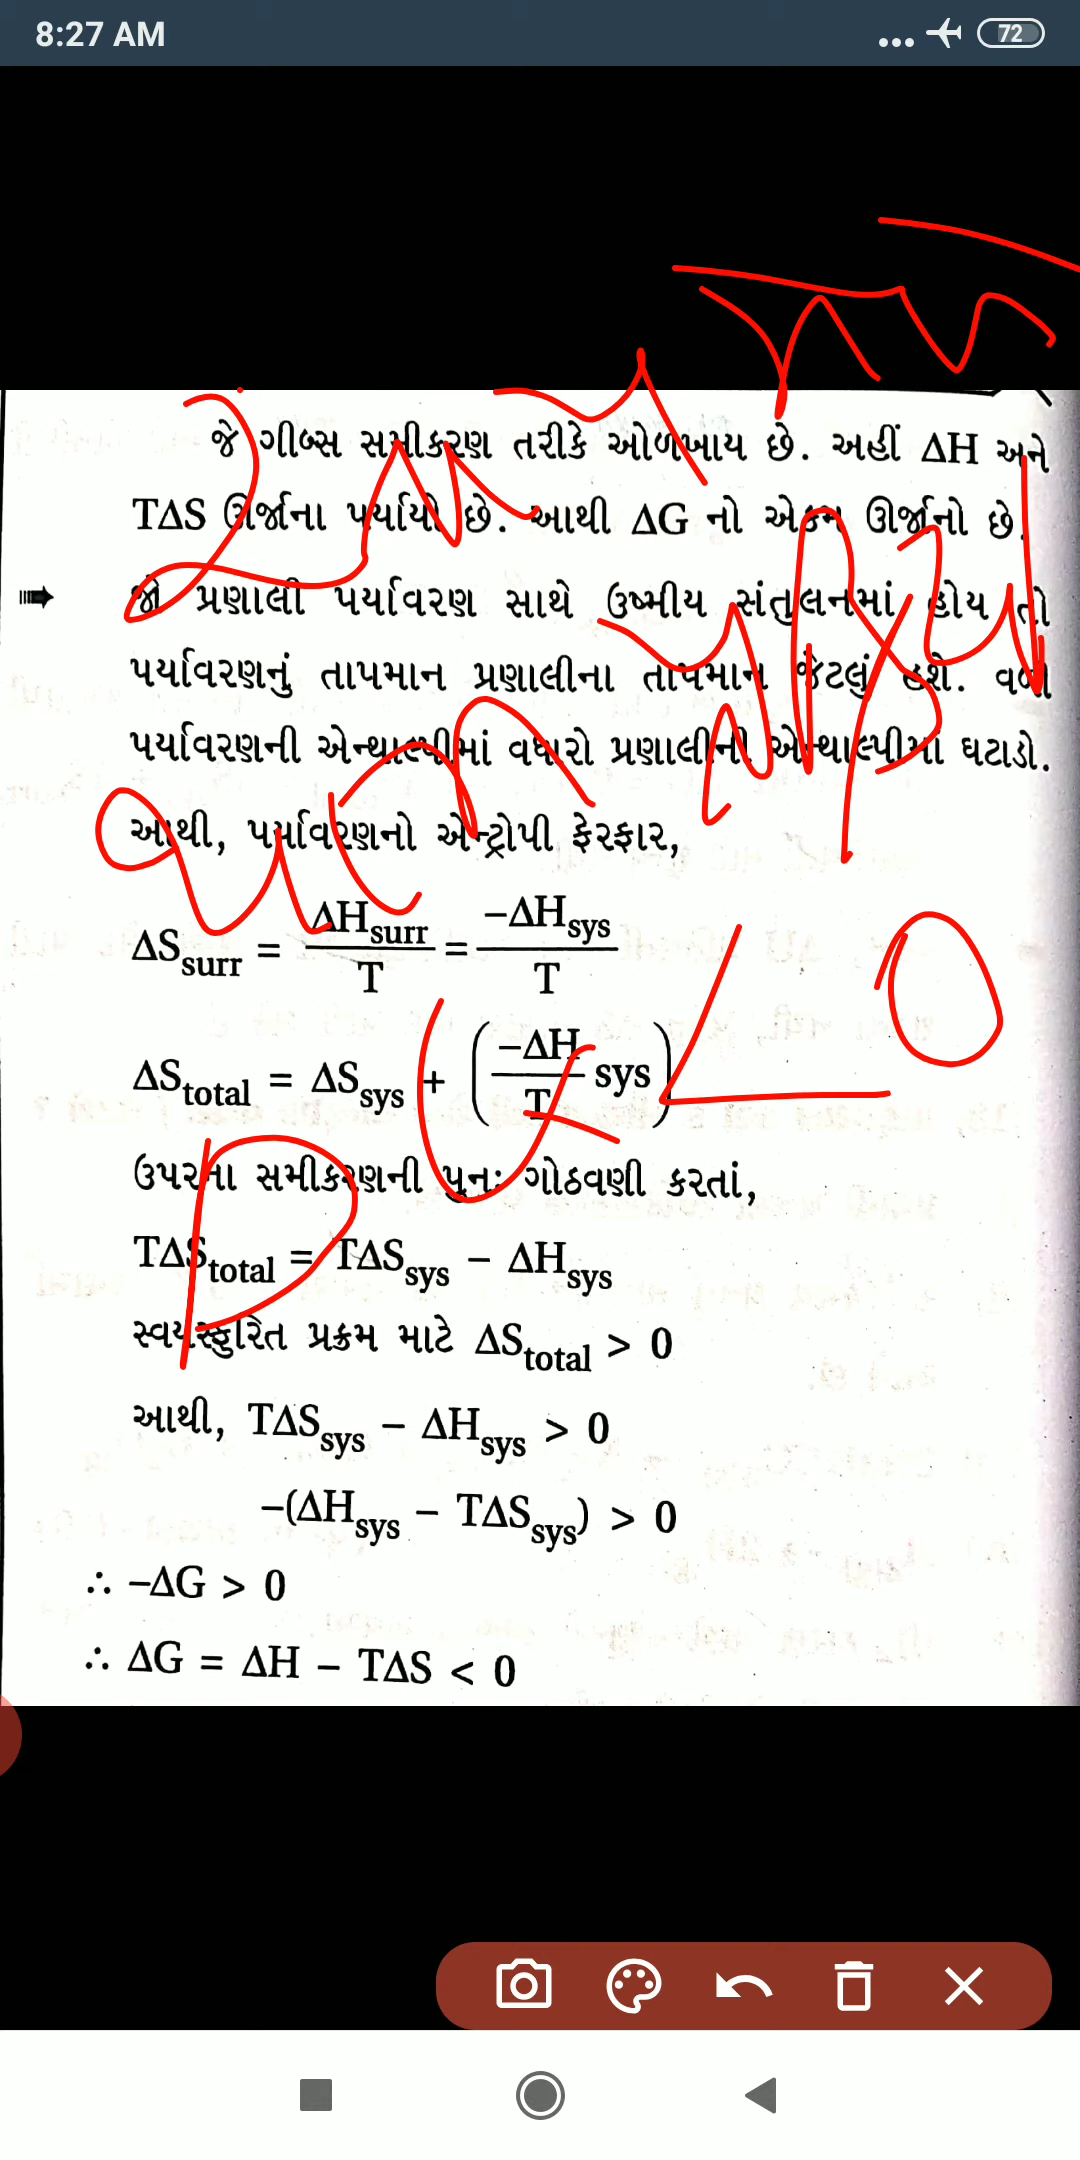 8:27 AM
72
જે ગીબ્સ સમીકરણ તરીકે ઓળખાય છે. અહીં ΔH અને
TΔS ઊર્જાના પર્યાયો છે. આથી ΔG નો એકમ ઊર્જાનો છે.
જો પ્રણાલી પર્યાવરણ સાથે ઉષ્મીય સંતુલનમાં હોય તો
પર્યાવરણનું તાપમાન પ્રણાલીના તાપમાન જેટલું હશે. વળી
પર્યાવરણની એન્થાલ્પીમાં વધારો પ્રણાલીની એન્થાલ્પીમાં ઘટાડો.
આથી, પર્યાવરણનો એન્ટ્રોપી ફેરફાર,
ΔSsurr = ΔHsurr/T = −ΔHsys/T
ΔStotal = ΔSsys + (−ΔH/T sys)
ઉપરના સમીકરણની પુનઃ ગોઠવણી કરતાં,
TΔStotal = TΔSsys − ΔHsys
સ્વયંસ્ફુરિત પ્રક્રમ માટે ΔStotal > 0
આથી, TΔSsys − ΔHsys > 0
−(ΔHsys − TΔSsys) > 0
∴ −ΔG > 0
∴ ΔG = ΔH − TΔS < 0